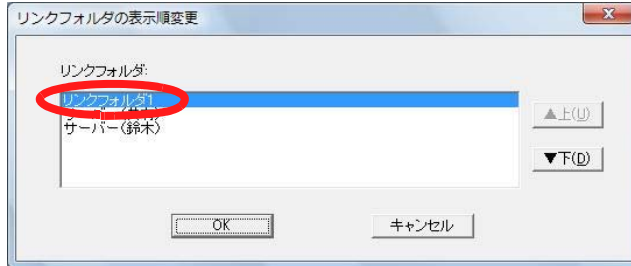 リンクフォルダの表示順変更
リンクフォルダ:
リンクフォルダ1
サーバー(鈴木)
▲上(U)
▼下(D)
OK
キャンセル